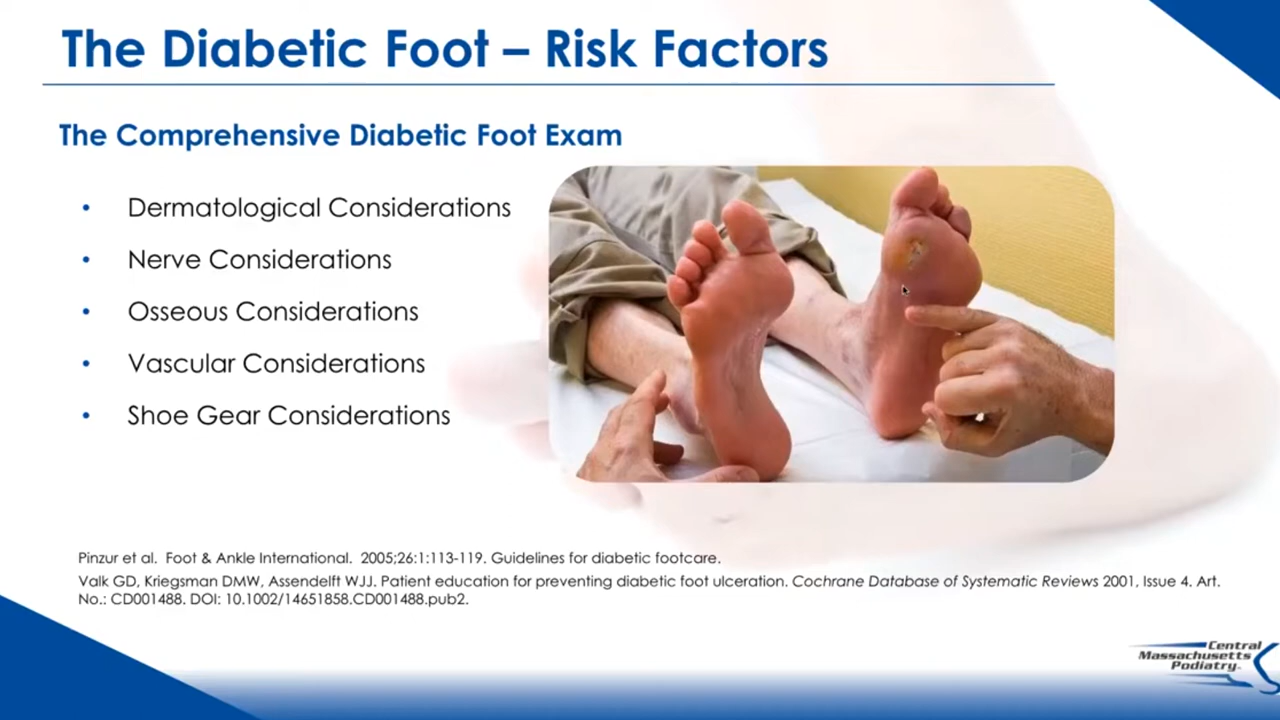 The Diabetic Foot – Risk Factors
The Comprehensive Diabetic Foot Exam
• Dermatological Considerations
• Nerve Considerations
• Osseous Considerations
• Vascular Considerations
• Shoe Gear Considerations
Pinzur et al.  Foot & Ankle International.  2005;26:1:113-119. Guidelines for diabetic footcare.
Valk GD, Kriegsman DMW, Assendelft WJJ. Patient education for preventing diabetic foot ulceration. Cochrane Database of Systematic Reviews 2001, Issue 4. Art.
No.: CD001488. DOI: 10.1002/14651858.CD001488.pub2.
Central
Massachusetts
Podiatry